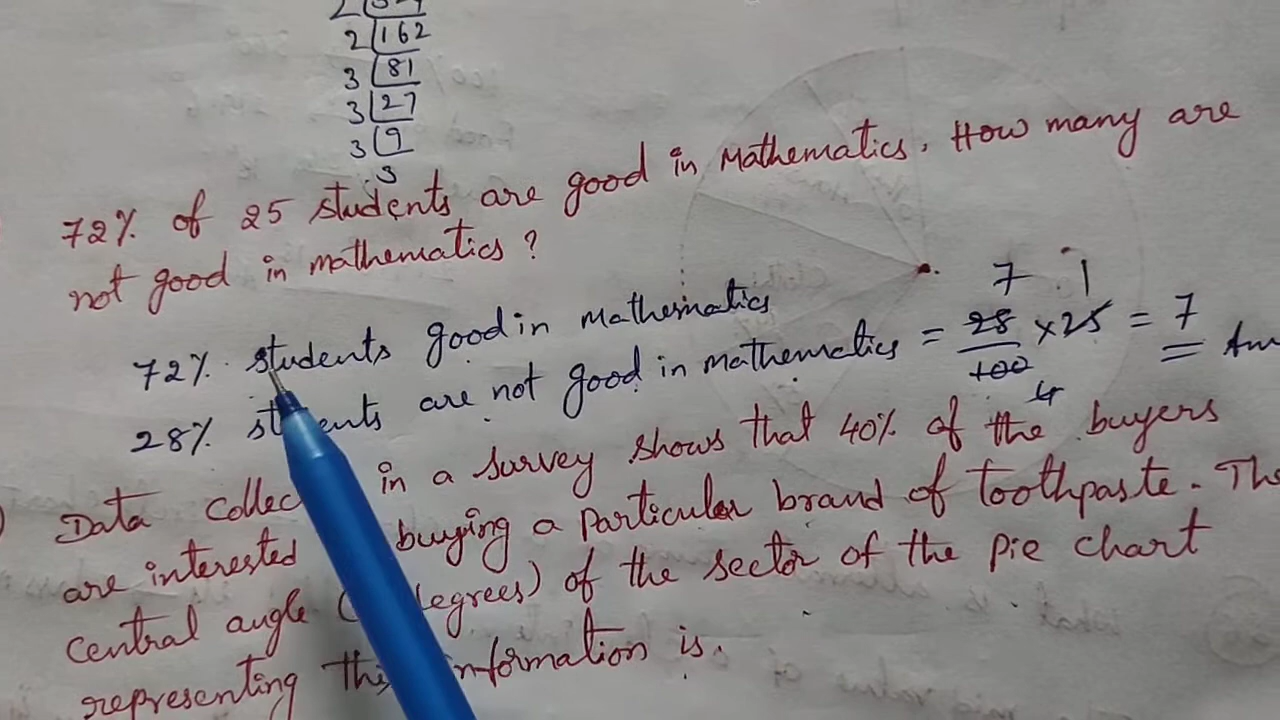 2 162
3 81
3 27
3 9
3
72% of 25 students are good in Mathematics. How many are
not good in mathematics?
72% students good in mathematics
28% students are not good in mathematics = 28/100 × 25 = 7 Ans
7 1
4
Data collec in a survey shows that 40% of the buyers
are interested buying a particular brand of toothpaste. The
central angle ( degrees) of the sector of the pie chart
representing this information is.